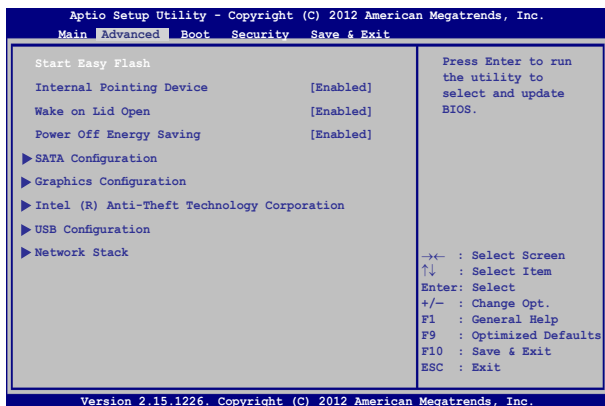 Aptio Setup Utility - Copyright (C) 2012 American Megatrends, Inc.
Main Advanced Boot Security Save & Exit
Start Easy Flash
Internal Pointing Device [Enabled]
Wake on Lid Open [Enabled]
Power Off Energy Saving [Enabled]
SATA Configuration
Graphics Configuration
Intel (R) Anti-Theft Technology Corporation
USB Configuration
Network Stack
Press Enter to run
the utility to
select and update
BIOS.
→← : Select Screen
↑↓ : Select Item
Enter: Select
+/— : Change Opt.
F1 : General Help
F9 : Optimized Defaults
F10 : Save & Exit
ESC : Exit
Version 2.15.1226. Copyright (C) 2012 American Megatrends, Inc.